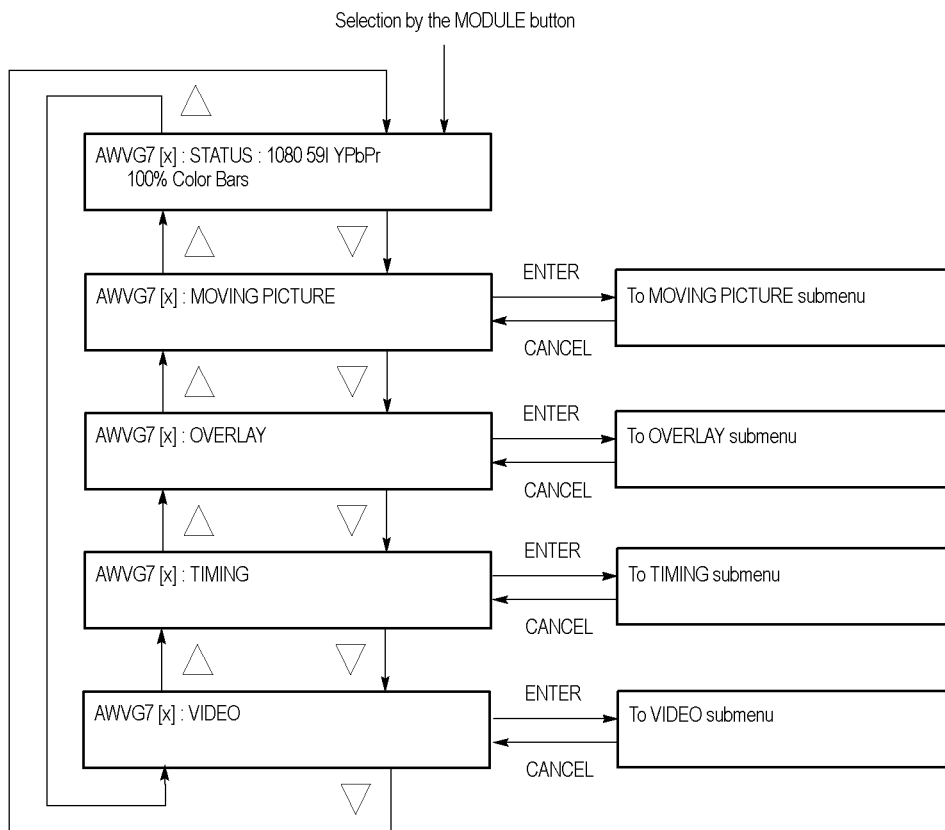 Selection by the MODULE button
AWVG7 [x] : STATUS : 1080 59I YPbPr
100% Color Bars
AWVG7 [x] : MOVING PICTURE
ENTER
To MOVING PICTURE submenu
CANCEL
AWVG7 [x] : OVERLAY
ENTER
To OVERLAY submenu
CANCEL
AWVG7 [x] : TIMING
ENTER
To TIMING submenu
CANCEL
AWVG7 [x] : VIDEO
ENTER
To VIDEO submenu
CANCEL